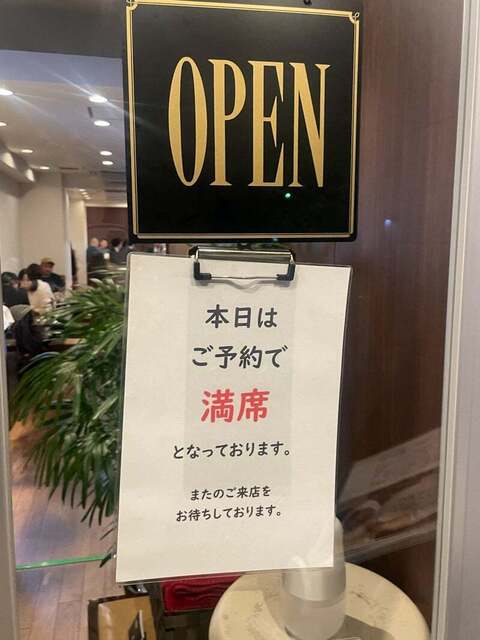 OPEN
本日は
ご予約で
満席
となっております。
またのご来店を
お待ちしております。